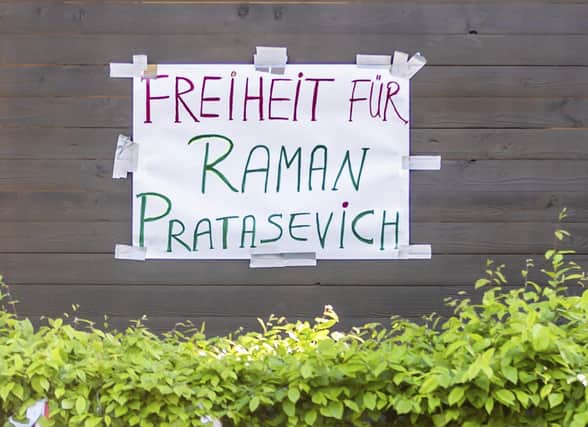 FREiHEiT FÜR
RAMAN
PRATASEViCH